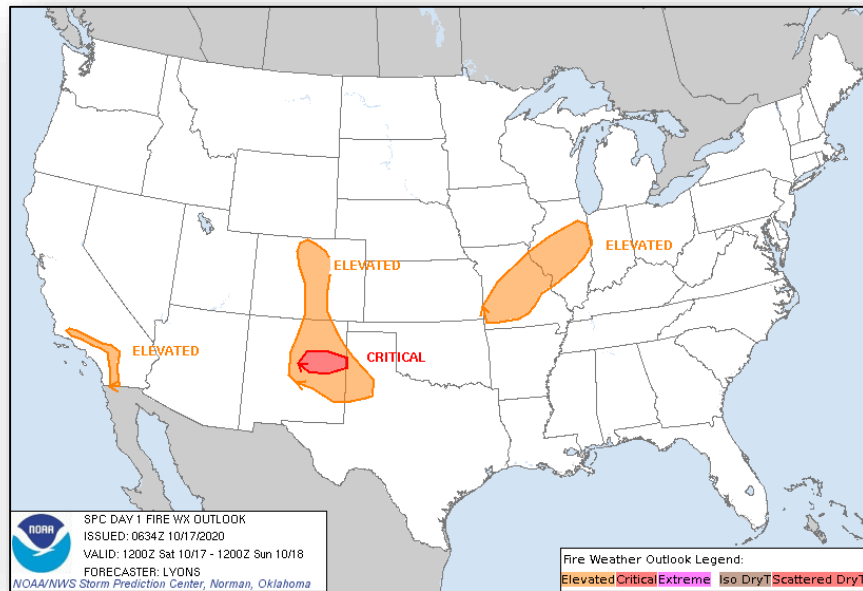 ELEVATED
ELEVATED
ELEVATED
CRITICAL
NOAA
SPC DAY 1 FIRE WX OUTLOOK
ISSUED: 0634Z 10/17/2020
VALID: 1200Z Sat 10/17 - 1200Z Sun 10/18
FORECASTER: LYONS
NOAA/NWS Storm Prediction Center, Norman, Oklahoma
Fire Weather Outlook Legend:
Elevated Critical Extreme Iso DryT Scattered DryT